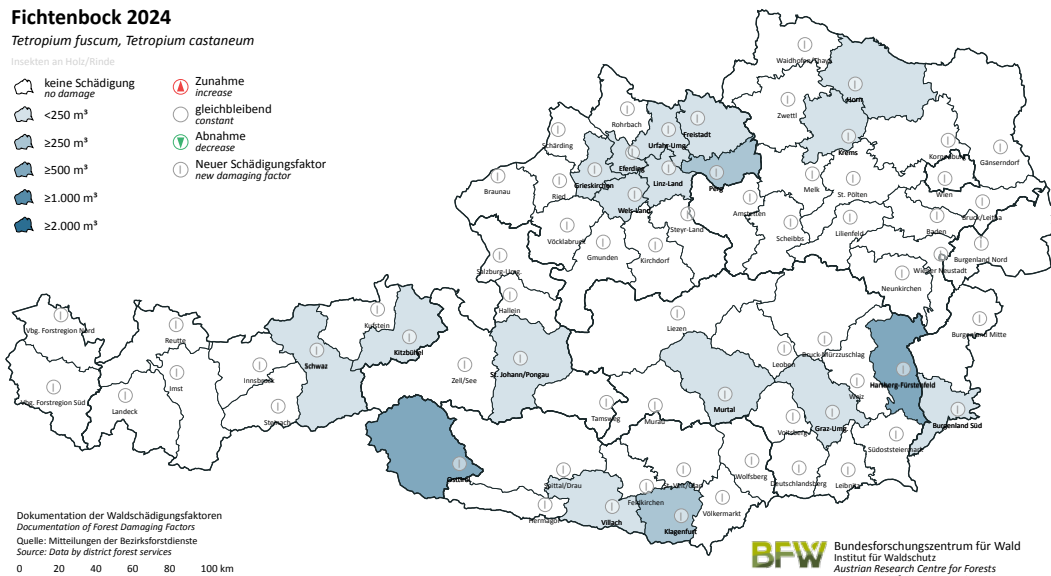 Fichtenbock 2024
Tetropium fuscum, Tetropium castaneum
Insekten an Holz/Rinde
keine Schädigung
no damage
<250 m³
≥250 m³
≥500 m³
≥1.000 m³
≥2.000 m³
Zunahme
increase
gleichbleibend
constant
Abnahme
decrease
Neuer Schädigungsfaktor
new damaging factor
Waidhofen/Thaya
Horn
Zwettl
Rohrbach
Freistadt
Urfahr-Umg.
Schärding
Krems
Korneuburg
Gänserndorf
Eferding
Grieskirchen
Linz-Land
Perg
Braunau
Ried
Wels-Land
Melk
St. Pölten
Wien
Amstetten
Bruck/Leitha
Steyr-Land
Scheibbs
Lilienfeld
Baden
Vöcklabruck
Gmunden
Kirchdorf
Burgenland Nord
Wiener Neustadt
Salzburg-Umg.
Neunkirchen
Hallein
Kufstein
Vbg. Forstregion Nord
Reutte
Liezen
Burgenland Mitte
Kitzbühel
Schwaz
Bruck-Mürzzuschlag
Leoben
St. Johann/Pongau
Zell/See
Innsbruck
Imst
Hartberg-Fürstenfeld
Vbg. Forstregion Süd
Landeck
Weiz
Steinach
Tamsweg
Murau
Murtal
Voitsberg
Graz-Umg.
Burgenland Süd
Südoststeiermark
Osttirol
Spittal/Drau
St. Veit/Glan
Wolfsberg
Deutschlandsberg
Leibnitz
Feldkirchen
Hermagor
Villach
Klagenfurt
Völkermarkt
Dokumentation der Waldschädigungsfaktoren
Documentation of Forest Damaging Factors
Quelle: Mitteilungen der Bezirksforstdienste
Source: Data by district forest services
0 20 40 60 80 100 km
BFW
Bundesforschungszentrum für Wald
Institut für Waldschutz
Austrian Research Centre for Forests